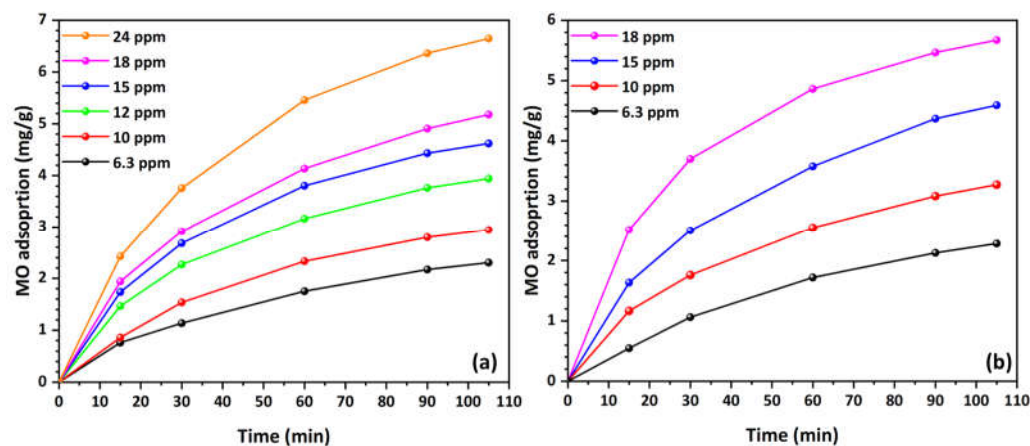 7
6
5
4
3
2
1
0
MO adsoprtion (mg/g)
24 ppm
18 ppm
15 ppm
12 ppm
10 ppm
6.3 ppm
(a)
0 10 20 30 40 50 60 70 80 90 100 110
Time (min)
6
5
4
3
2
1
0
MO adsoprtion (mg/g)
18 ppm
15 ppm
10 ppm
6.3 ppm
(b)
0 10 20 30 40 50 60 70 80 90 100 110
Time (min)